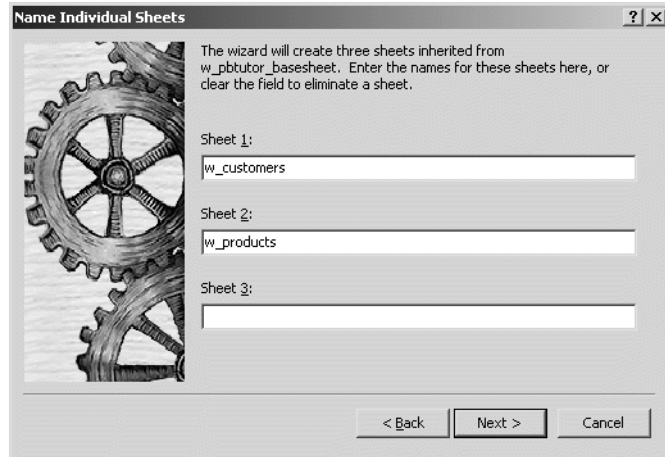 Name Individual Sheets
The wizard will create three sheets inherited from
w_pbtutor_basesheet. Enter the names for these sheets here, or
clear the field to eliminate a sheet.
Sheet 1:
w_customers
Sheet 2:
w_products
Sheet 3:
< Back Next > Cancel